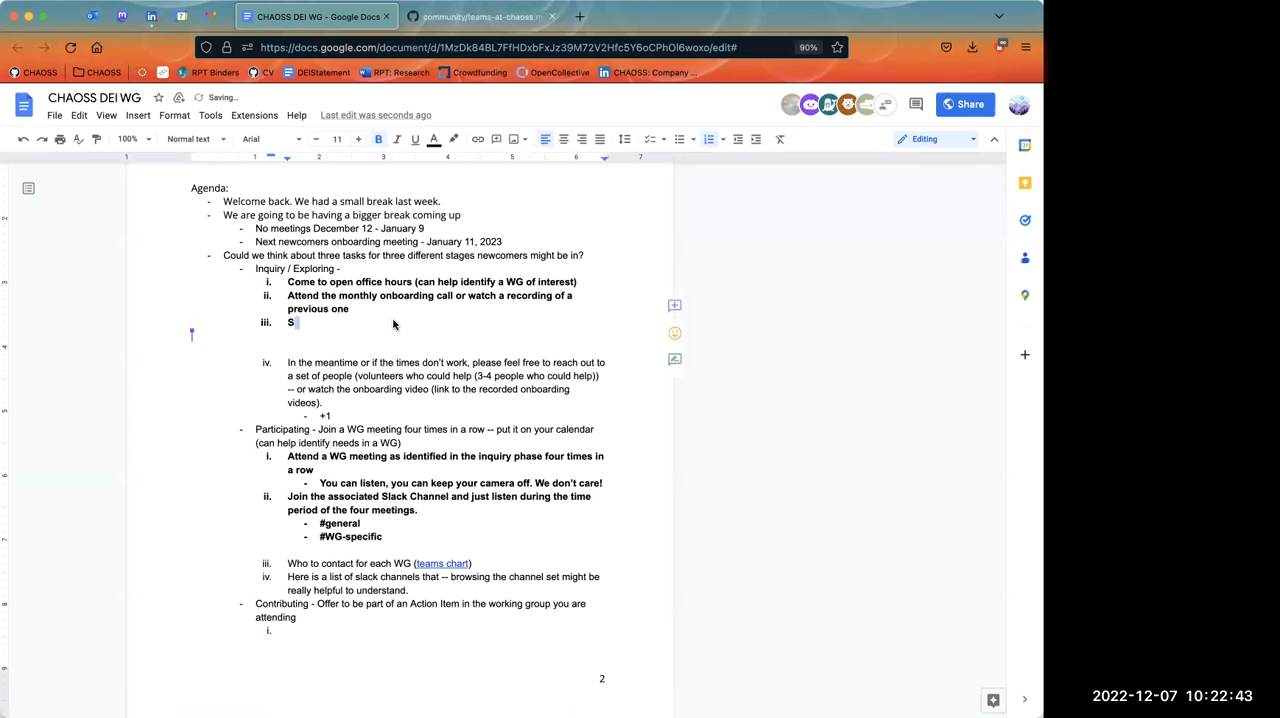 CHAOSS DEI WG - Google Docs
community/teams-at-chaoss.m
https://docs.google.com/document/d/1MzDk84BL7FfHDxbFxJz39M72V2Hfc5Y6oCPhOl6woxo/edit#
90%
CHAOSS
CHAOSS
RPT Binders
CV
DEIStatement
RPT: Research
Crowdfunding
OpenCollective
CHAOSS: Company ...
CHAOSS DEI WG
Saving...
File Edit View Insert Format Tools Extensions Help
Last edit was seconds ago
Share
100%
Normal text
Arial
11
Editing
1 1 2 3 4 5 6 7
Agenda:
- Welcome back. We had a small break last week.
- We are going to be having a bigger break coming up
- No meetings December 12 - January 9
- Next newcomers onboarding meeting - January 11, 2023
- Could we think about three tasks for three different stages newcomers might be in?
- Inquiry / Exploring -
i. Come to open office hours (can help identify a WG of interest)
ii. Attend the monthly onboarding call or watch a recording of a
previous one
iii. S
iv. In the meantime or if the times don't work, please feel free to reach out to
a set of people (volunteers who could help (3-4 people who could help))
-- or watch the onboarding video (link to the recorded onboarding
videos).
- +1
- Participating - Join a WG meeting four times in a row -- put it on your calendar
(can help identify needs in a WG)
i. Attend a WG meeting as identified in the inquiry phase four times in
a row
- You can listen, you can keep your camera off. We don't care!
ii. Join the associated Slack Channel and just listen during the time
period of the four meetings.
- #general
- #WG-specific
iii. Who to contact for each WG (teams chart)
iv. Here is a list of slack channels that -- browsing the channel set might be
really helpful to understand.
- Contributing - Offer to be part of an Action Item in the working group you are
attending
i.
2
2022-12-07 10:22:43